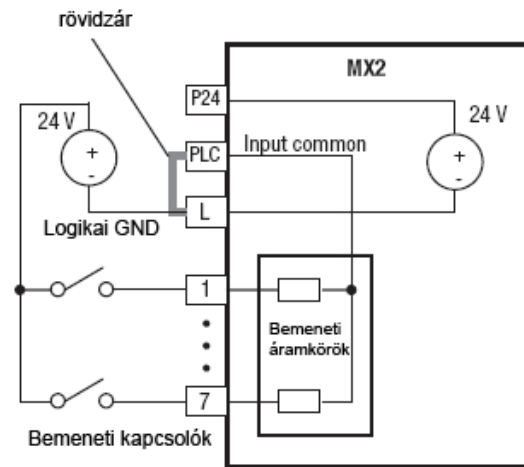 rövidzár
MX2
P24
24 V
+
-
PLC
Input common
24 V
+
-
L
Logikai GND
1
Bemeneti
áramkörök
7
Bemeneti kapcsolók